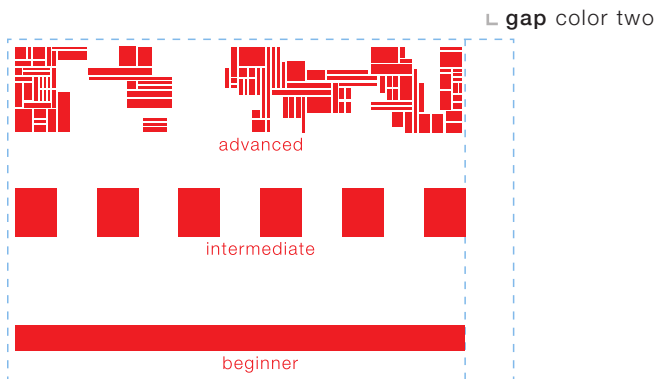 gap color two
advanced
intermediate
beginner